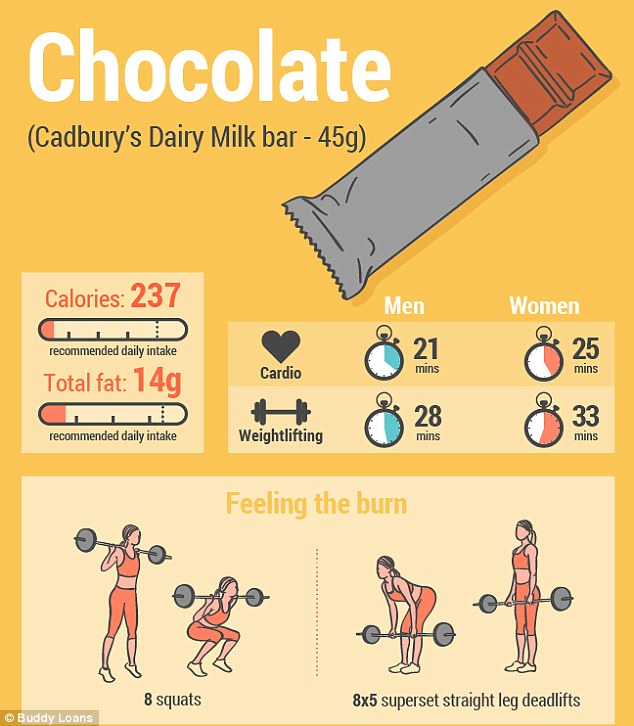 Chocolate
(Cadbury's Dairy Milk bar - 45g)
Calories: 237
recommended daily intake
Total fat: 14g
recommended daily intake
Men Women
Cardio 21 mins 25 mins
Weightlifting 28 mins 33 mins
Feeling the burn
8 squats
8x5 superset straight leg deadlifts
© Buddy Loans